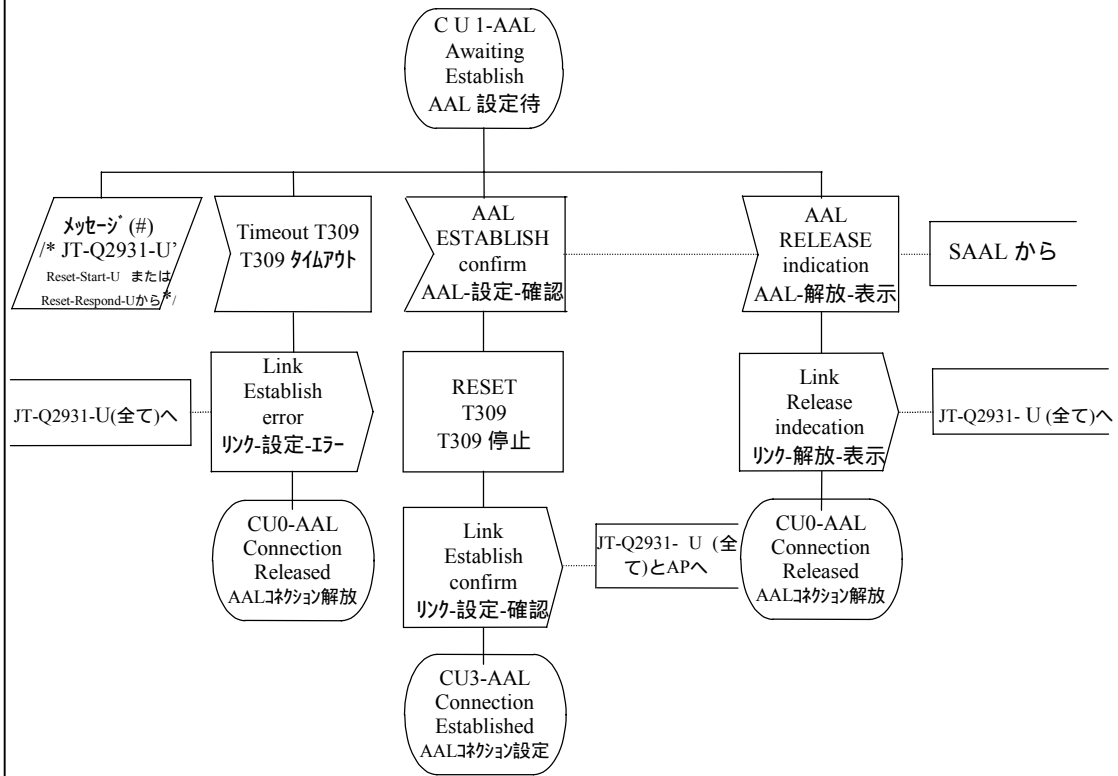 C U 1-AAL
Awaiting
Establish
AAL 設定待
メッセージ (#)
/* JT-Q2931-U’
Reset-Start-U または
Reset-Respond-Uから*/
Timeout T309
T309 タイムアウト
AAL
ESTABLISH
confirm
AAL-設定-確認
AAL
RELEASE
indication
AAL-解放-表示
SAAL から
JT-Q2931-U(全て)へ
Link
Establish
error
リンク-設定-エラー
RESET
T309
T309 停止
Link
Release
indecation
リンク-解放-表示
JT-Q2931- U (全て)へ
CU0-AAL
Connection
Released
AALコネクション解放
Link
Establish
confirm
リンク-設定-確認
JT-Q2931- U (全
て)とAPへ
CU0-AAL
Connection
Released
AALコネクション解放
CU3-AAL
Connection
Established
AALコネクション設定